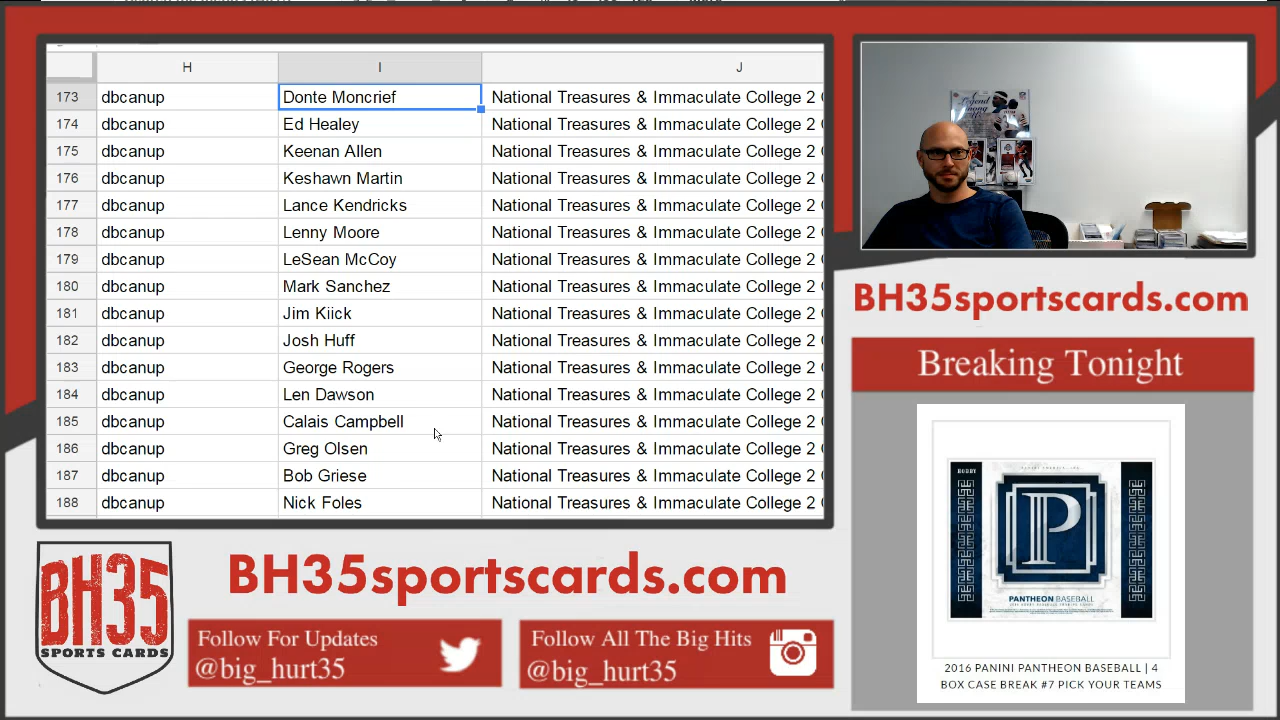 H I J
173 dbcanup Donte Moncrief National Treasures & Immaculate College 2
174 dbcanup Ed Healey National Treasures & Immaculate College 2
175 dbcanup Keenan Allen National Treasures & Immaculate College 2
176 dbcanup Keshawn Martin National Treasures & Immaculate College 2
177 dbcanup Lance Kendricks National Treasures & Immaculate College 2
178 dbcanup Lenny Moore National Treasures & Immaculate College 2
179 dbcanup LeSean McCoy National Treasures & Immaculate College 2
180 dbcanup Mark Sanchez National Treasures & Immaculate College 2
181 dbcanup Jim Kiick National Treasures & Immaculate College 2
182 dbcanup Josh Huff National Treasures & Immaculate College 2
183 dbcanup George Rogers National Treasures & Immaculate College 2
184 dbcanup Len Dawson National Treasures & Immaculate College 2
185 dbcanup Calais Campbell National Treasures & Immaculate College 2
186 dbcanup Greg Olsen National Treasures & Immaculate College 2
187 dbcanup Bob Griese National Treasures & Immaculate College 2
188 dbcanup Nick Foles National Treasures & Immaculate College 2
BH35sportscards.com
Breaking Tonight
HOBBY
P
PANTHEON BASEBALL
2016 PANINI PANTHEON BASEBALL | 4
BOX CASE BREAK #7 PICK YOUR TEAMS
BH35
SPORTS CARDS
BH35sportscards.com
Follow For Updates
@big_hurt35
Follow All The Big Hits
@big_hurt35